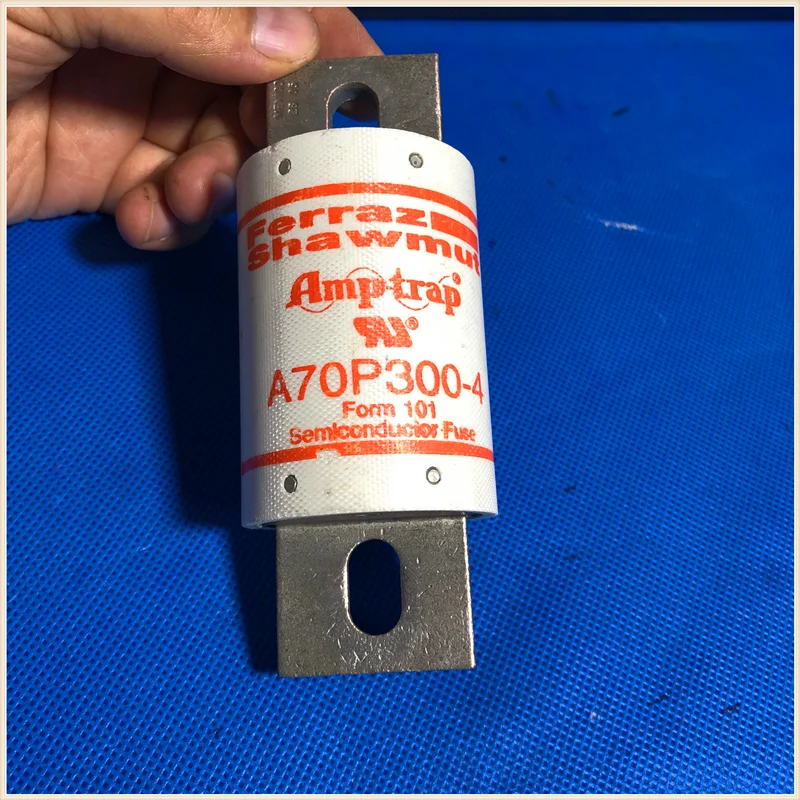 Ferraz
Shawmut
Amp-trap®
A70P300-4
Form 101
Semiconductor Fuse